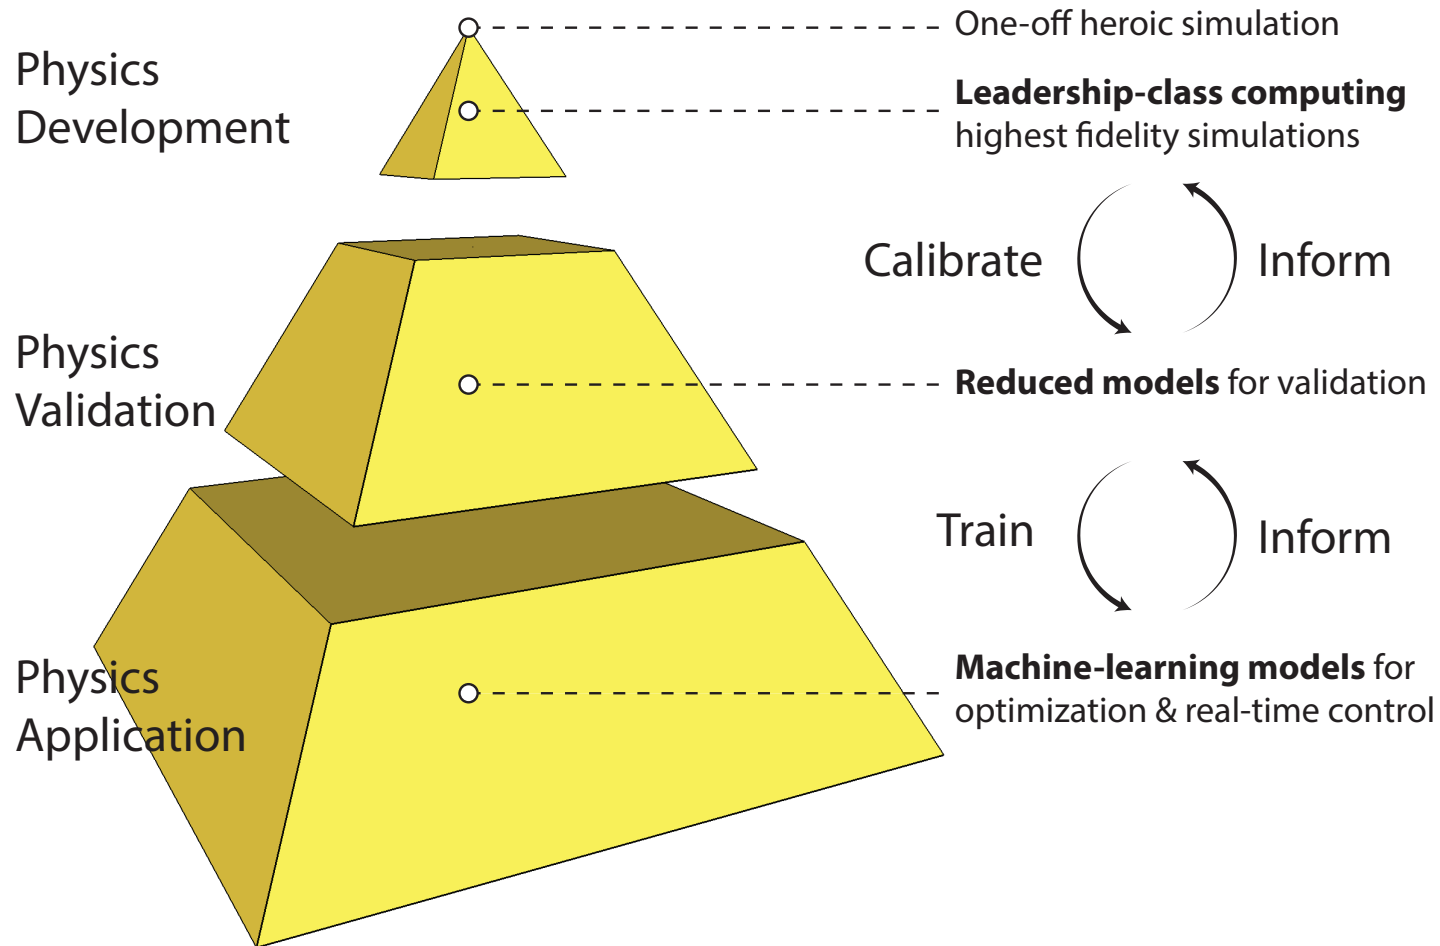 One-off heroic simulation
Physics
Development
Leadership-class computing
highest fidelity simulations
Calibrate
Inform
Physics
Validation
Reduced models for validation
Train
Inform
Physics
Application
Machine-learning models for
optimization & real-time control